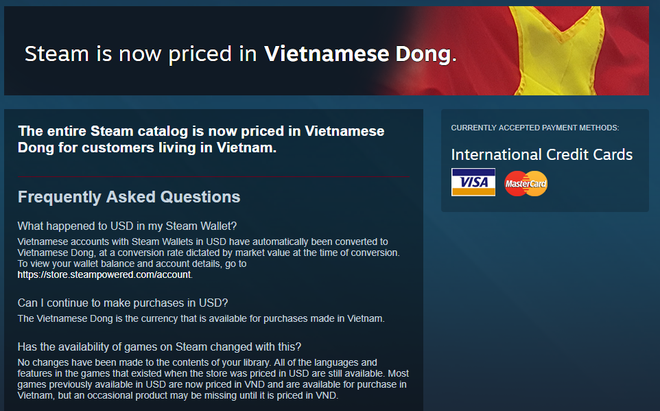 Steam is now priced in Vietnamese Dong.
The entire Steam catalog is now priced in Vietnamese
Dong for customers living in Vietnam.
Frequently Asked Questions
What happened to USD in my Steam Wallet?
Vietnamese accounts with Steam Wallets in USD have automatically been converted to
Vietnamese Dong, at a conversion rate dictated by market value at the time of conversion.
To view your wallet balance and account details, go to
https://store.steampowered.com/account.
Can I continue to make purchases in USD?
The Vietnamese Dong is the currency that is available for purchases made in Vietnam.
Has the availability of games on Steam changed with this?
No changes have been made to the contents of your library. All of the languages and
features in the games that existed when the store was priced in USD are still available. Most
games previously available in USD are now priced in VND and are available for purchase in
Vietnam, but an occasional product may be missing until it is priced in VND.
CURRENTLY ACCEPTED PAYMENT METHODS:
International Credit Cards
VISA MasterCard